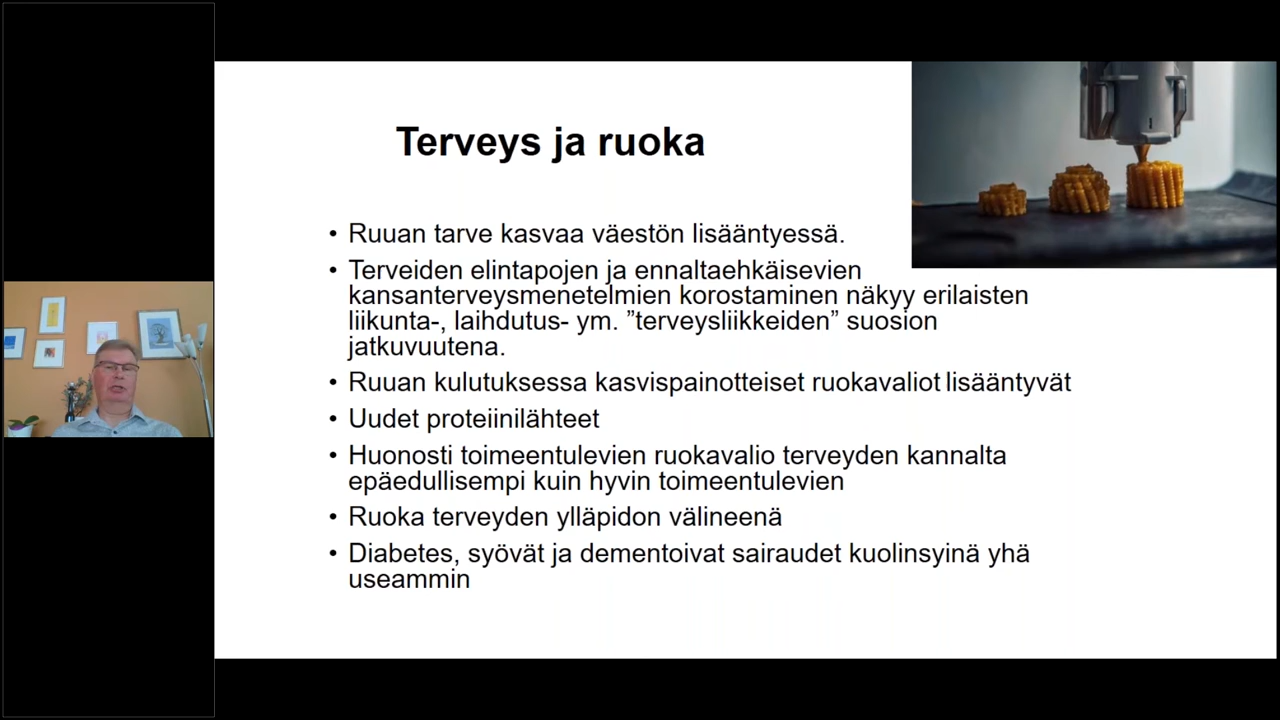 Terveys ja ruoka
• Ruuan tarve kasvaa väestön lisääntyessä.
• Terveiden elintapojen ja ennaltaehkäisevien
kansanterveysmenetelmien korostaminen näkyy erilaisten
liikunta-, laihdutus- ym. ”terveysliikkeiden” suosion
jatkuvuutena.
• Ruuan kulutuksessa kasvispainotteiset ruokavaliot lisääntyvät
• Uudet proteiinilähteet
• Huonosti toimeentulevien ruokavalio terveyden kannalta
epäedullisempi kuin hyvin toimeentulevien
• Ruoka terveyden ylläpidon välineenä
• Diabetes, syövät ja dementoivat sairaudet kuolinsyinä yhä
useammin